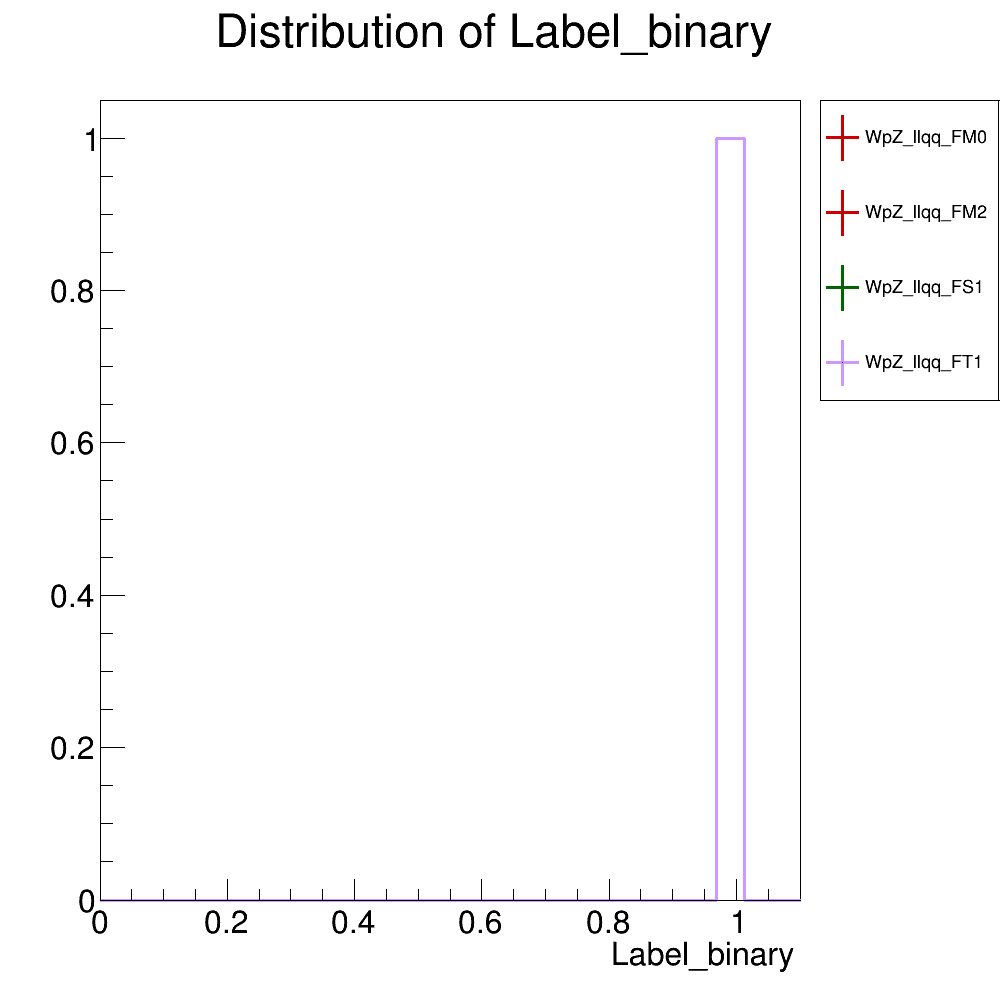 Distribution of Label_binary
1
0.8
0.6
0.4
0.2
0
0 0.2 0.4 0.6 0.8 1
Label_binary
WpZ_llqq_FM0
WpZ_llqq_FM2
WpZ_llqq_FS1
WpZ_llqq_FT1